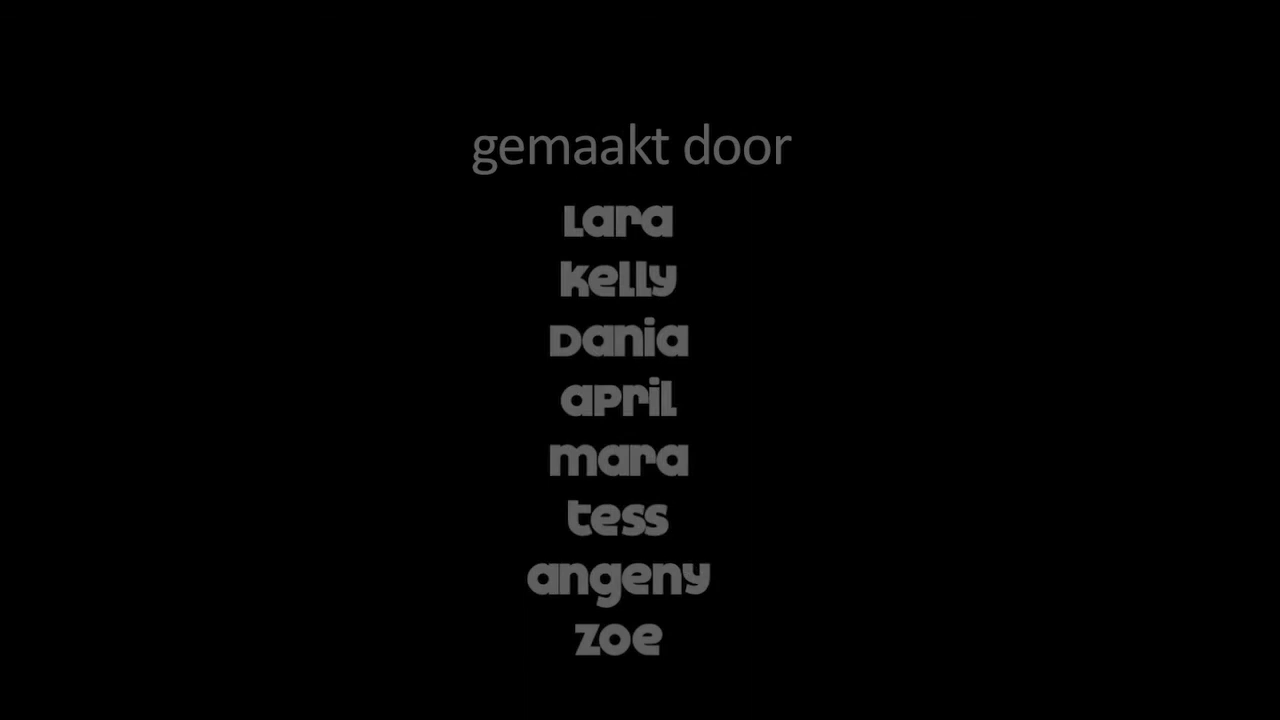 gemaakt door
Lara
kelly
Dania
april
mara
tess
angeny
zoe